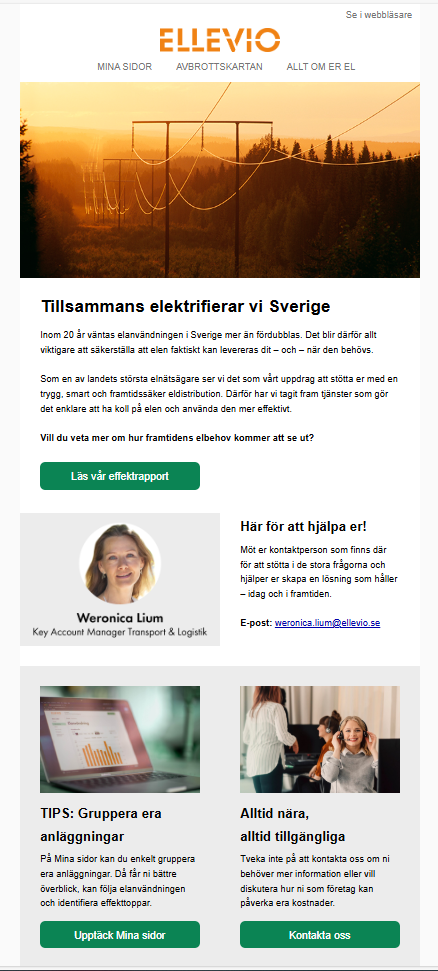 Se i webbläsare
ELLEVIO
MINA SIDOR AVBROTTSKARTAN ALLT OM ER EL
Tillsammans elektrifierar vi Sverige
Inom 20 år väntas elanvändningen i Sverige mer än fördubblas. Det blir därför allt
viktigare att säkerställa att elen faktiskt kan levereras dit – och – när den behövs.
Som en av landets största elnätsägare ser vi det som vårt uppdrag att stötta er med en
trygg, smart och framtidssäker eldistribution. Därför har vi tagit fram tjänster som gör
det enklare att ha koll på elen och använda den mer effektivt.
Vill du veta mer om hur framtidens elbehov kommer att se ut?
Läs vår effektrapport
Weronica Lium
Key Account Manager Transport & Logistik
Här för att hjälpa er!
Möt er kontaktperson som finns där
för att stötta i de stora frågorna och
hjälper er skapa en lösning som håller
– idag och i framtiden.
E-post: weronica.lium@ellevio.se
TIPS: Gruppera era
anläggningar
På Mina sidor kan du enkelt gruppera
era anläggningar. Då får ni bättre
överblick, kan följa elanvändningen
och identifiera effekttoppar.
Upptäck Mina sidor
Alltid nära,
alltid tillgängliga
Tveka inte på att kontakta oss om ni
behöver mer information eller vill
diskutera hur ni som företag kan
påverka era kostnader.
Kontakta oss